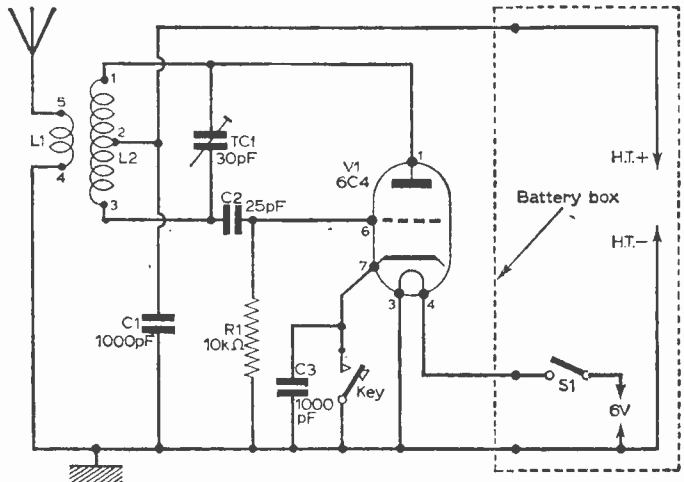 1
5
L1
4
2
L2
3
TC1
30pF
C2
25pF
V1
6C4
1
6
7
3
4
C1
1000pF
R1
10kΩ
C3
1000
pF
Key
Battery box
H.T.+
H.T.−
S1
6V